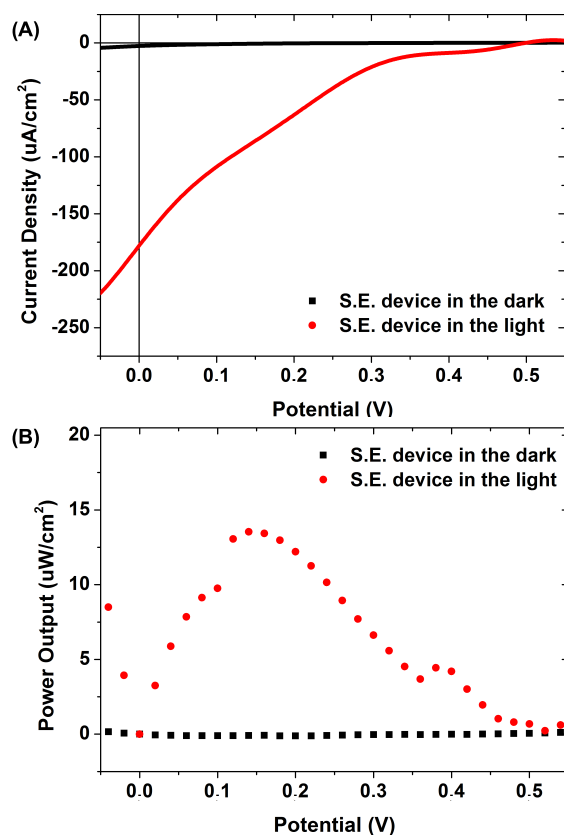 (A)
0
-50
-100
-150
-200
-250
Current Density (uA/cm²)
S.E. device in the dark
S.E. device in the light
0.0 0.1 0.2 0.3 0.4 0.5
Potential (V)
(B)
20
15
10
5
0
Power Output (uW/cm²)
S.E. device in the dark
S.E. device in the light
0.0 0.1 0.2 0.3 0.4 0.5
Potential (V)